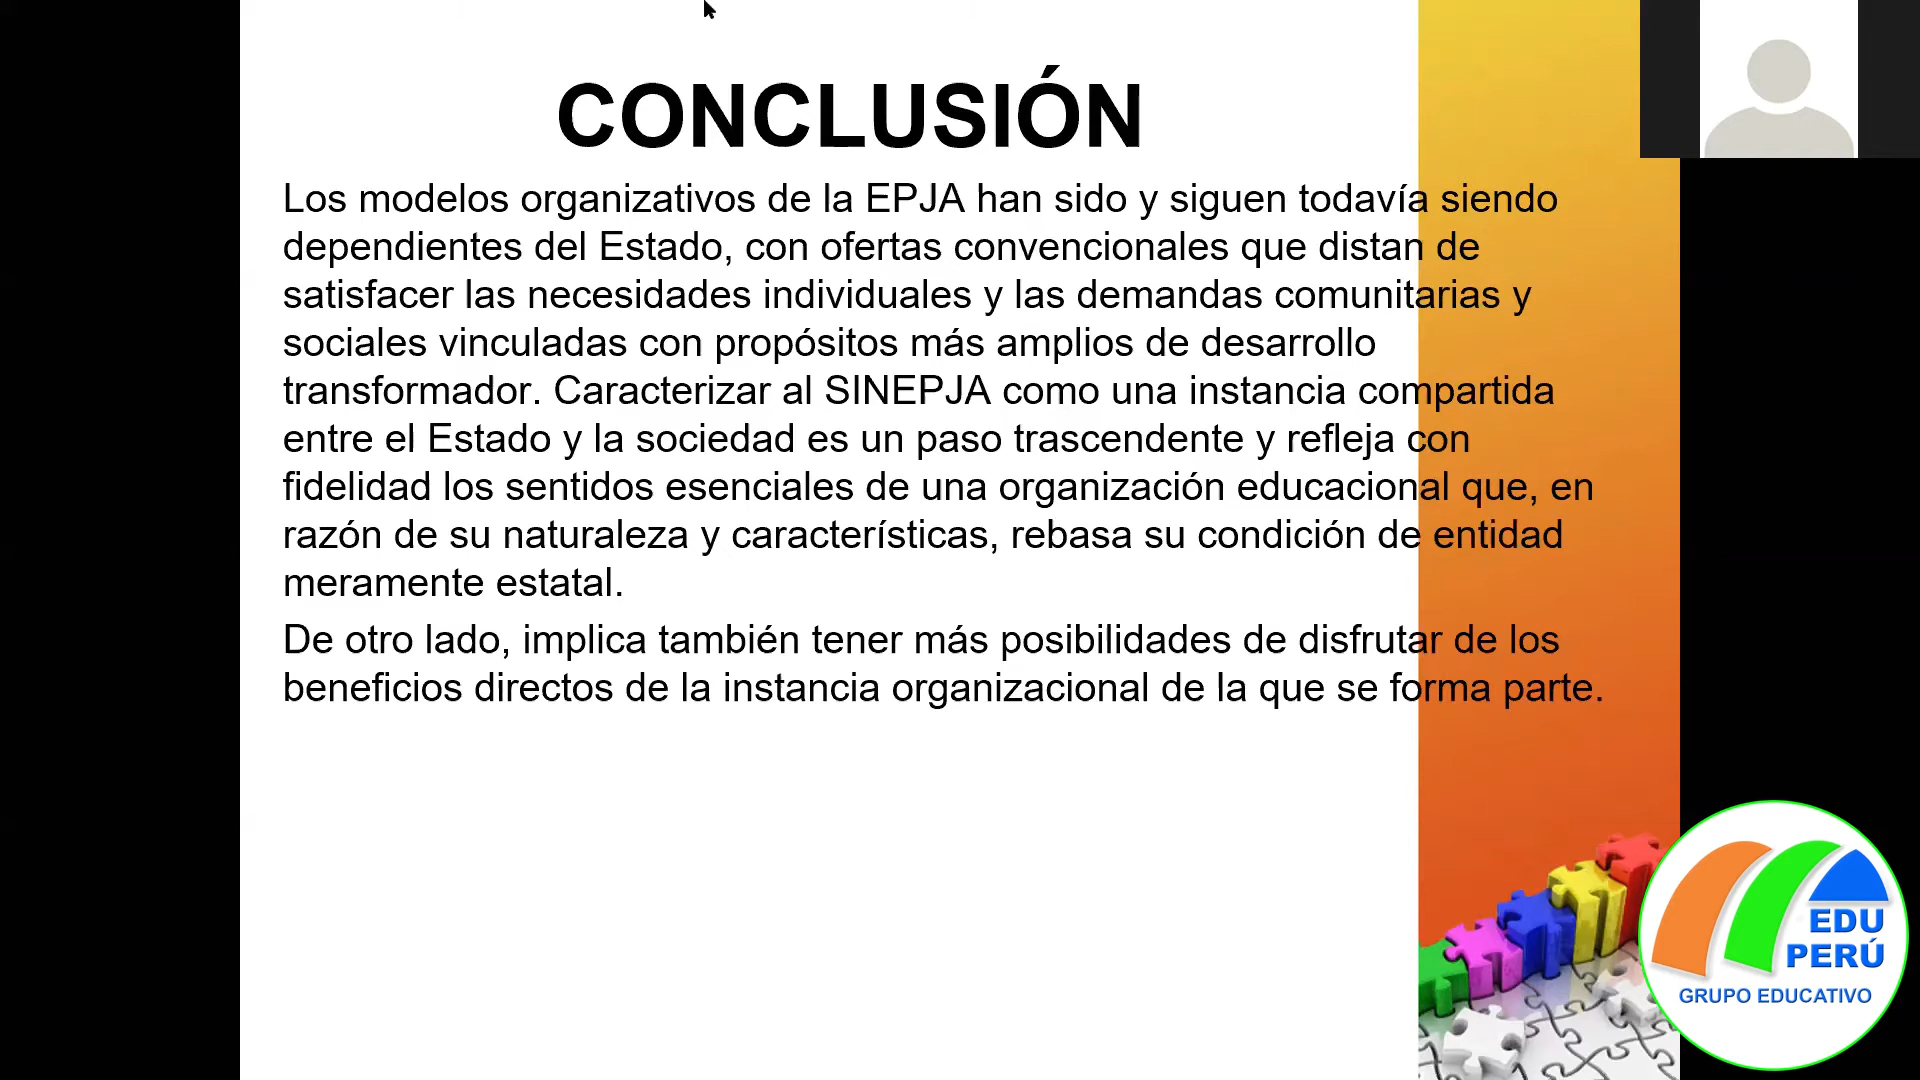 CONCLUSIÓN
Los modelos organizativos de la EPJA han sido y siguen todavía siendo
dependientes del Estado, con ofertas convencionales que distan de
satisfacer las necesidades individuales y las demandas comunitarias y
sociales vinculadas con propósitos más amplios de desarrollo
transformador. Caracterizar al SINEPJA como una instancia compartida
entre el Estado y la sociedad es un paso trascendente y refleja con
fidelidad los sentidos esenciales de una organización educacional que, en
razón de su naturaleza y características, rebasa su condición de entidad
meramente estatal.
De otro lado, implica también tener más posibilidades de disfrutar de los
beneficios directos de la instancia organizacional de la que se forma parte.
EDU
PERÚ
GRUPO EDUCATIVO